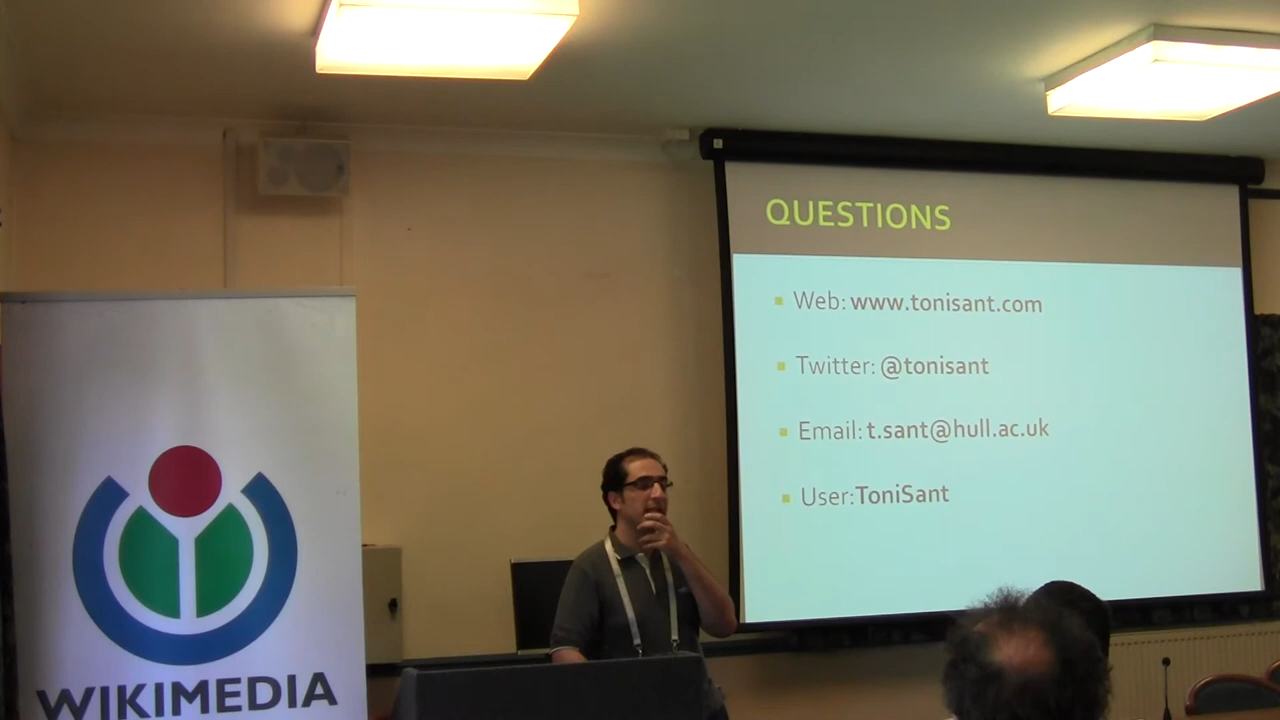 QUESTIONS
Web: www.tonisant.com
Twitter: @tonisant
Email: t.sant@hull.ac.uk
User:ToniSant
WIKIMEDIA